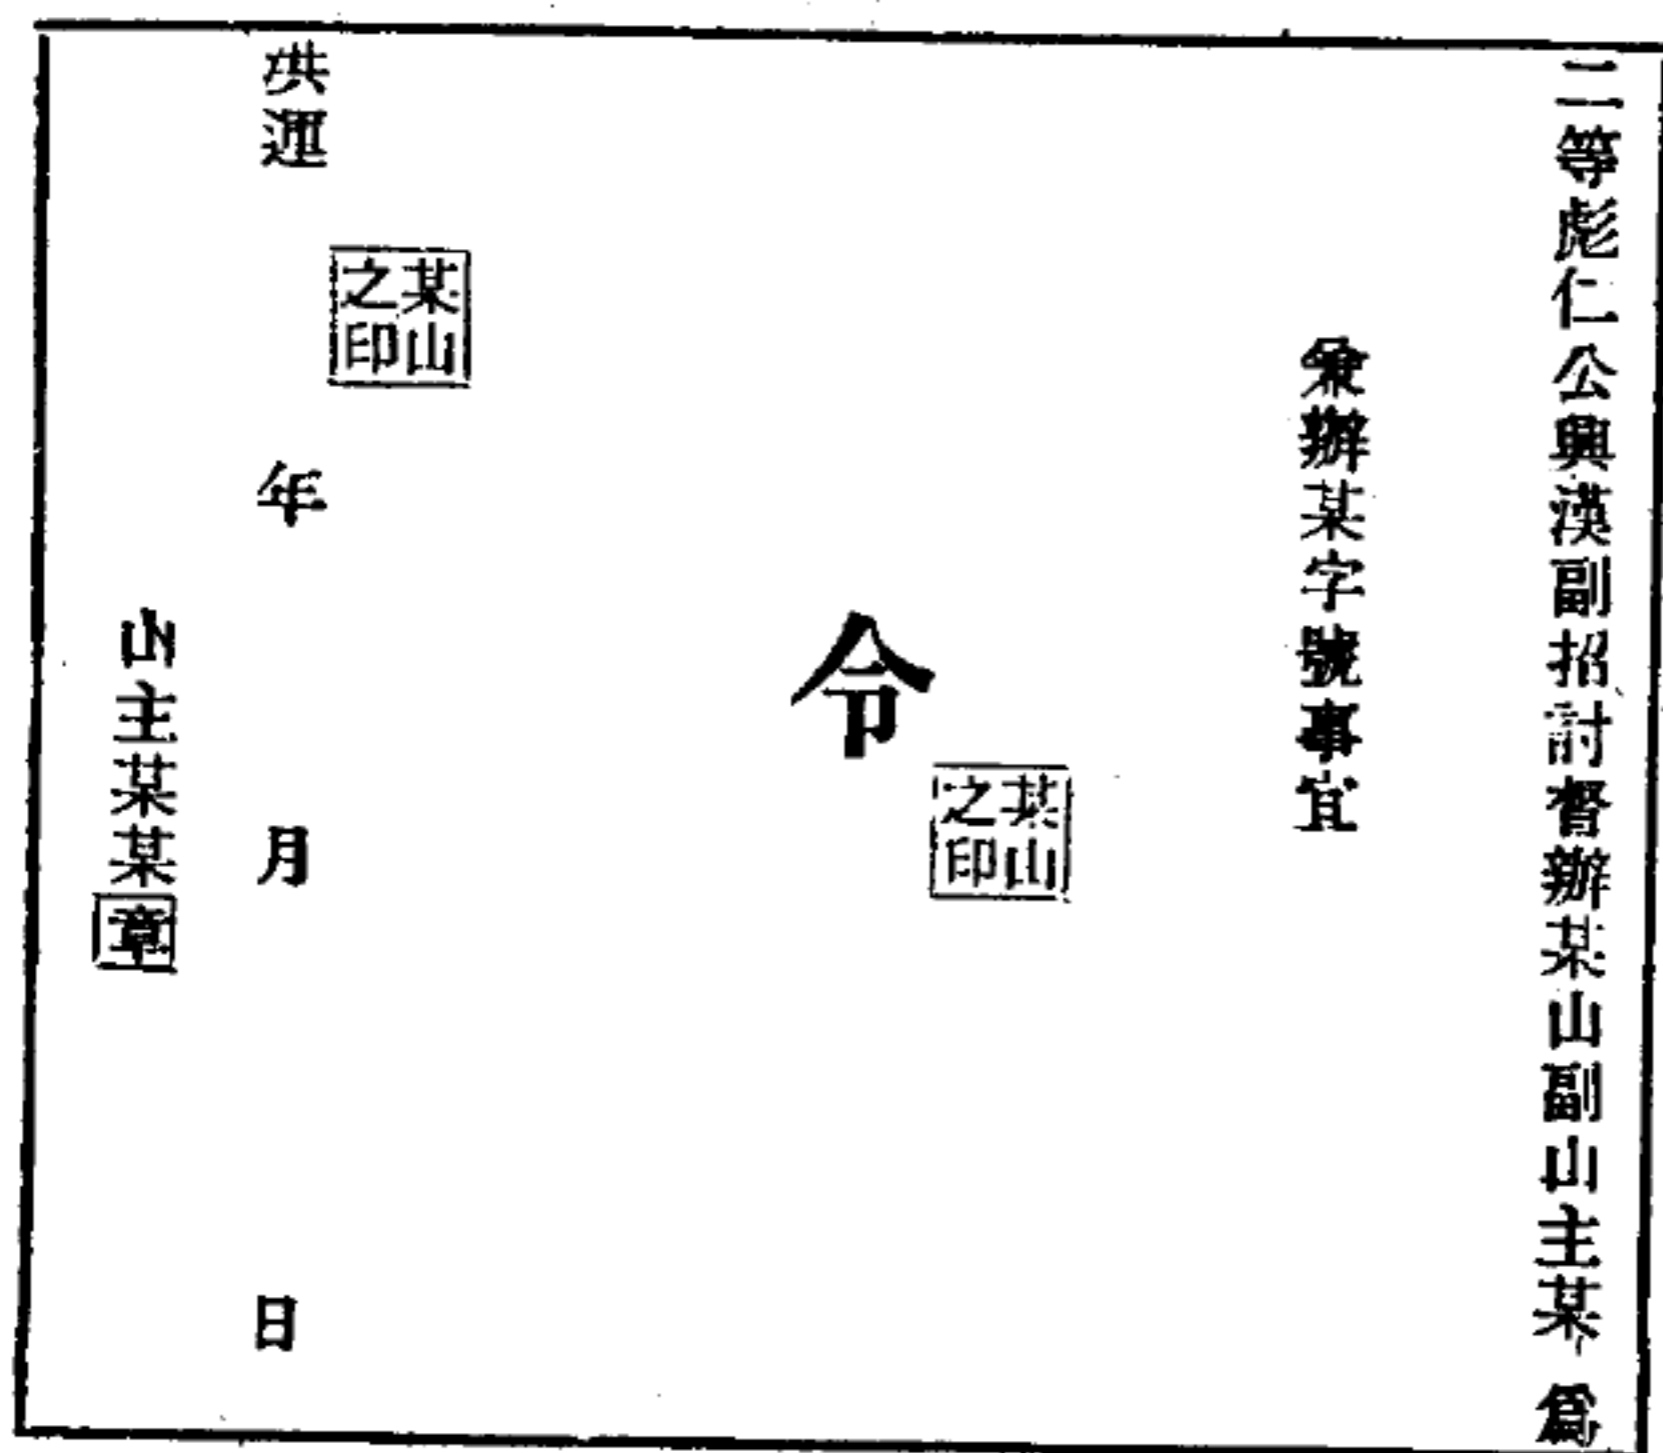 二等彪仁公興漢副招討督辦某山副山主某、爲
兼辦某字號事宜
令
某山
之印
某山
之印
洪運 年 月 日
山主某某章